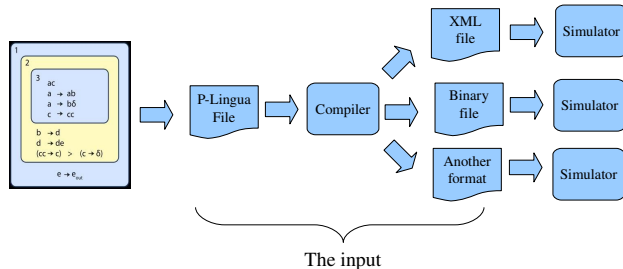 1
2
3
ac
a → ab
a → bδ
c → cc
b → d
d → de
(cc → c) > (c → δ)
e → e_out
P-Lingua
File
Compiler
XML
file
Simulator
Binary
file
Simulator
Another
format
Simulator
The input